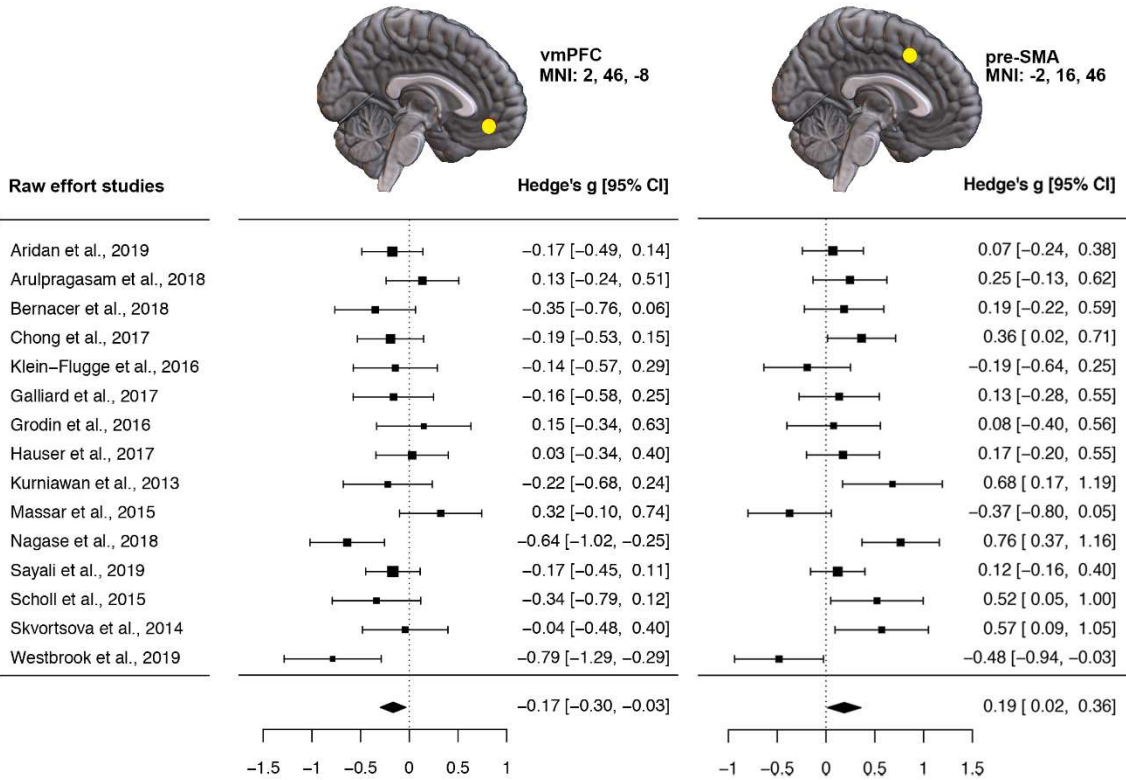 vmPFC
MNI: 2, 46, -8
pre-SMA
MNI: -2, 16, 46
Raw effort studies Hedge's g [95% CI] Hedge's g [95% CI]
Aridan et al., 2019 −0.17 [−0.49, 0.14] 0.07 [−0.24, 0.38]
Arulpragasam et al., 2018 0.13 [−0.24, 0.51] 0.25 [−0.13, 0.62]
Bernacer et al., 2018 −0.35 [−0.76, 0.06] 0.19 [−0.22, 0.59]
Chong et al., 2017 −0.19 [−0.53, 0.15] 0.36 [ 0.02, 0.71]
Klein−Flugge et al., 2016 −0.14 [−0.57, 0.29] −0.19 [−0.64, 0.25]
Galliard et al., 2017 −0.16 [−0.58, 0.25] 0.13 [−0.28, 0.55]
Grodin et al., 2016 0.15 [−0.34, 0.63] 0.08 [−0.40, 0.56]
Hauser et al., 2017 0.03 [−0.34, 0.40] 0.17 [−0.20, 0.55]
Kurniawan et al., 2013 −0.22 [−0.68, 0.24] 0.68 [ 0.17, 1.19]
Massar et al., 2015 0.32 [−0.10, 0.74] −0.37 [−0.80, 0.05]
Nagase et al., 2018 −0.64 [−1.02, −0.25] 0.76 [ 0.37, 1.16]
Sayali et al., 2019 −0.17 [−0.45, 0.11] 0.12 [−0.16, 0.40]
Scholl et al., 2015 −0.34 [−0.79, 0.12] 0.52 [ 0.05, 1.00]
Skvortsova et al., 2014 −0.04 [−0.48, 0.40] 0.57 [ 0.09, 1.05]
Westbrook et al., 2019 −0.79 [−1.29, −0.29] −0.48 [−0.94, −0.03]
−0.17 [−0.30, −0.03] 0.19 [ 0.02, 0.36]
−1.5 −1 −0.5 0 0.5 1 −1 −0.5 0 0.5 1 1.5